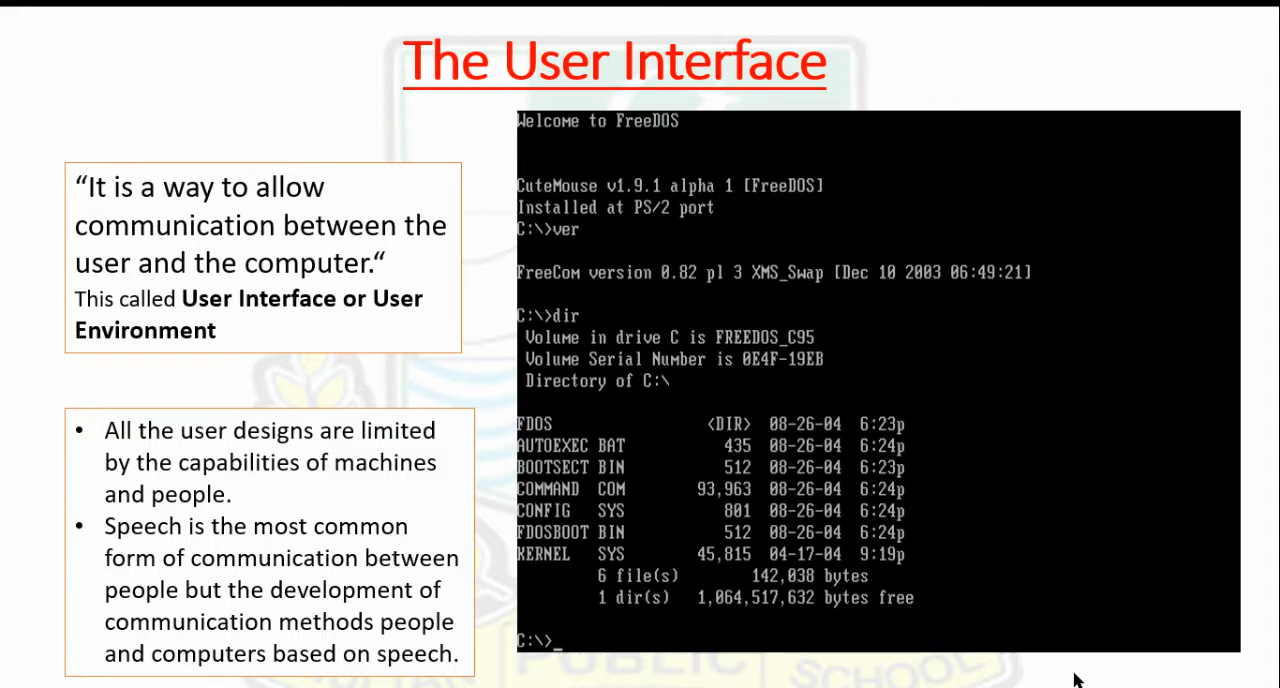 The User Interface
“It is a way to allow
communication between the
user and the computer.“
This called User Interface or User
Environment
• All the user designs are limited
by the capabilities of machines
and people.
• Speech is the most common
form of communication between
people but the development of
communication methods people
and computers based on speech.
Welcome to FreeDOS
CuteMouse v1.9.1 alpha 1 [FreeDOS]
Installed at PS/2 port
C:\>ver
FreeCom version 0.82 pl 3 XMS_Swap [Dec 10 2003 06:49:21]
C:\>dir
Volume in drive C is FREEDOS_C95
Volume Serial Number is 0E4F-19EB
Directory of C:\
FDOS <DIR> 08-26-04 6:23p
AUTOEXEC BAT 435 08-26-04 6:24p
BOOTSECT BIN 512 08-26-04 6:23p
COMMAND COM 93,963 08-26-04 6:24p
CONFIG SYS 801 08-26-04 6:24p
FDOSBOOT BIN 512 08-26-04 6:24p
KERNEL SYS 45,815 04-17-04 9:19p
6 file(s) 142,038 bytes
1 dir(s) 1,064,517,632 bytes free
C:\>_
PUBLIC SCHOOL